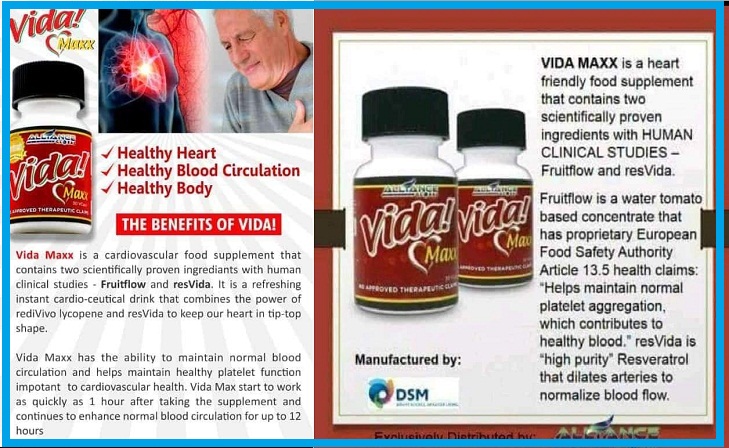 Vida!
Maxx
ALLIANCE
Vida!
Maxx
APPROVED THERAPEUTIC CLAIMS
✓ Healthy Heart
✓ Healthy Blood Circulation
✓ Healthy Body
THE BENEFITS OF VIDA!
Vida Maxx is a cardiovascular food supplement that
contains two scientifically proven ingrediants with human
clinical studies - Fruitflow and resVida. It is a refreshing
instant cardio-ceutical drink that combines the power of
rediVivo lycopene and resVida to keep our heart in tip-top
shape.
Vida Maxx has the ability to maintain normal blood
circulation and helps maintain healthy platelet function
impotant to cardiovascular health. Vida Max start to work
as quickly as 1 hour after taking the supplement and
continues to enhance normal blood circulation for up to 12
hours
ALLIANCE
Vida!
Maxx
NO APPROVED THERAPEUTIC CLAIMS
ALLIANCE
Vida!
Maxx
APPROVED THERAPEUTIC CLAIMS
Manufactured by:
DSM
VIDA MAXX is a heart
friendly food supplement
that contains two
scientifically proven
ingredients with HUMAN
CLINICAL STUDIES –
Fruitflow and resVida.
Fruitflow is a water tomato
based concentrate that
has proprietary European
Food Safety Authority
Article 13.5 health claims:
“Helps maintain normal
platelet aggregation,
which contributes to
healthy blood.” resVida is
“high purity” Resveratrol
that dilates arteries to
normalize blood flow.
Exclusively Distributed by:
ALLIANCE